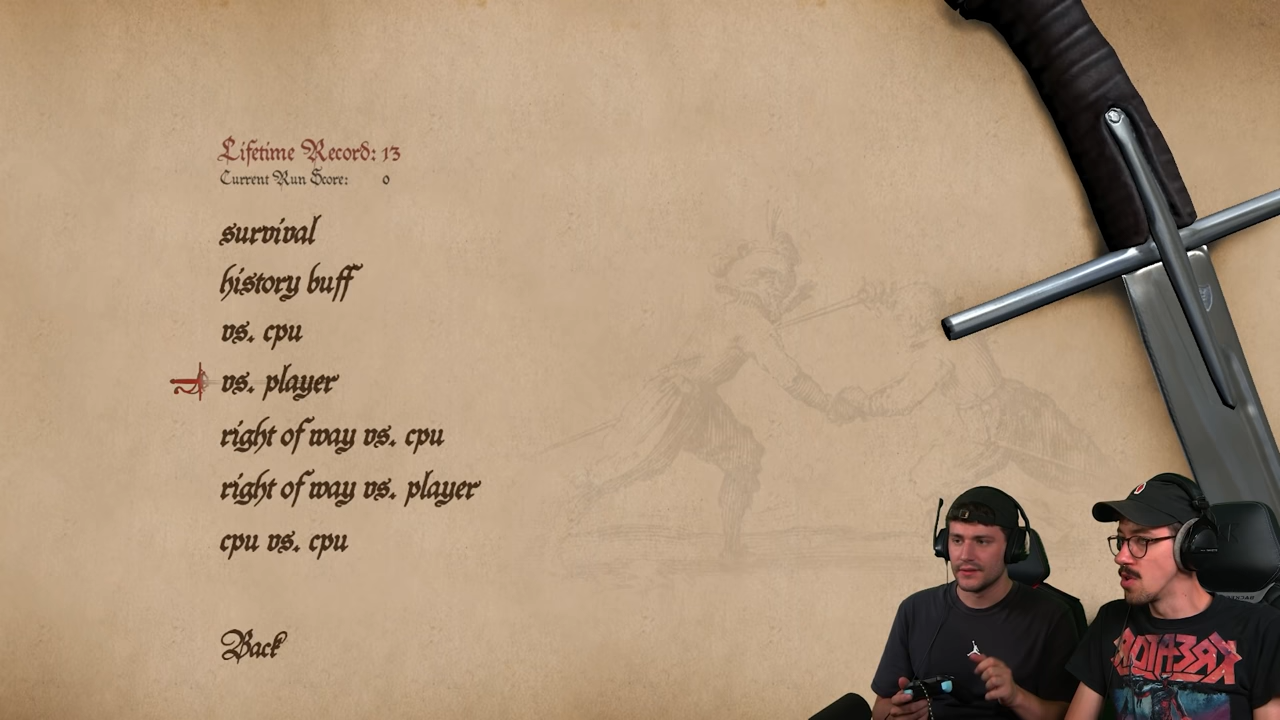 Lifetime Record: 13
Current Run Score: 0
survival
history buff
vs. cpu
vs. player
right of way vs. cpu
right of way vs. player
cpu vs. cpu
Back